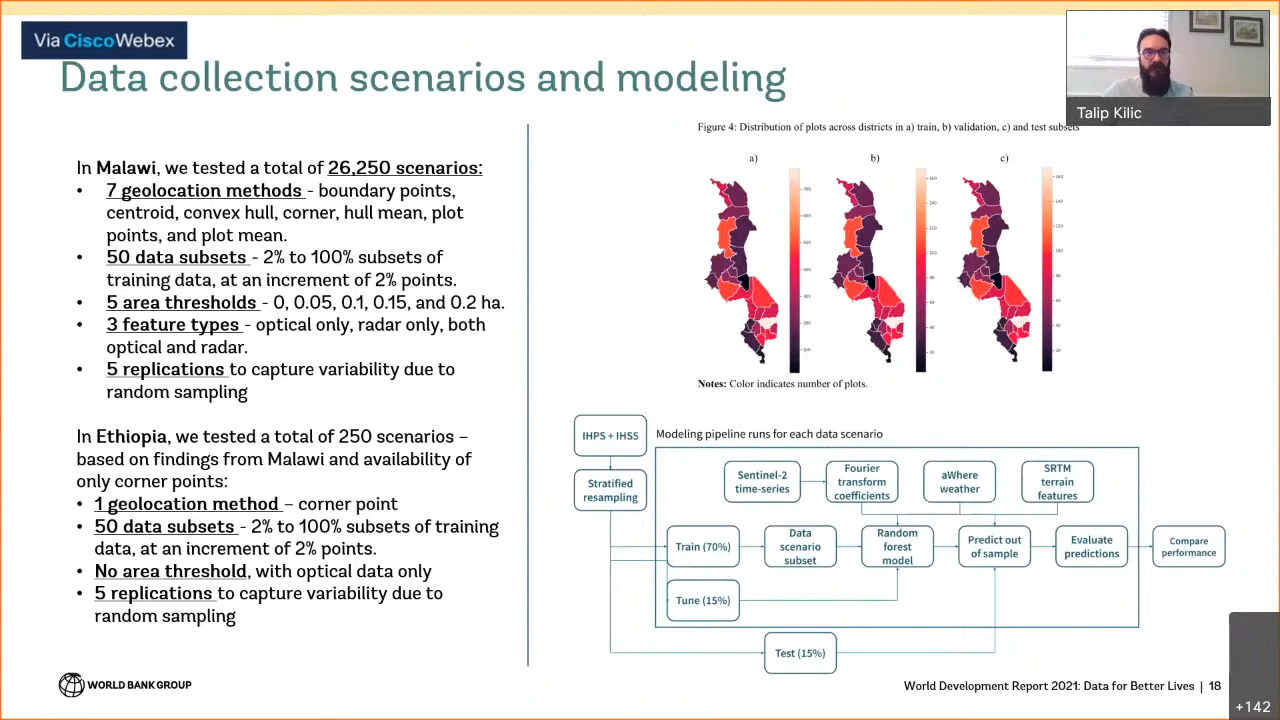 Via CiscoWebex
Data collection scenarios and modeling
Talip Kilic
In Malawi, we tested a total of 26,250 scenarios:
• 7 geolocation methods - boundary points,
centroid, convex hull, corner, hull mean, plot
points, and plot mean.
• 50 data subsets - 2% to 100% subsets of
training data, at an increment of 2% points.
• 5 area thresholds - 0, 0.05, 0.1, 0.15, and 0.2 ha.
• 3 feature types - optical only, radar only, both
optical and radar.
• 5 replications to capture variability due to
random sampling
In Ethiopia, we tested a total of 250 scenarios –
based on findings from Malawi and availability of
only corner points:
• 1 geolocation method – corner point
• 50 data subsets - 2% to 100% subsets of training
data, at an increment of 2% points.
• No area threshold, with optical data only
• 5 replications to capture variability due to
random sampling
Figure 4: Distribution of plots across districts in a) train, b) validation, c) and test subsets
a)
b)
c)
Notes: Color indicates number of plots.
IHPS + IHS5
Modeling pipeline runs for each data scenario
Stratified
resampling
Sentinel-2
time-series
Fourier
transform
coefficients
aWhere
weather
SRTM
terrain
features
Train (70%)
Data
scenario
subset
Random
forest
model
Predict out
of sample
Evaluate
predictions
Compare
performance
Tune (15%)
Test (15%)
WORLD BANK GROUP
World Development Report 2021: Data for Better Lives | 18
+142